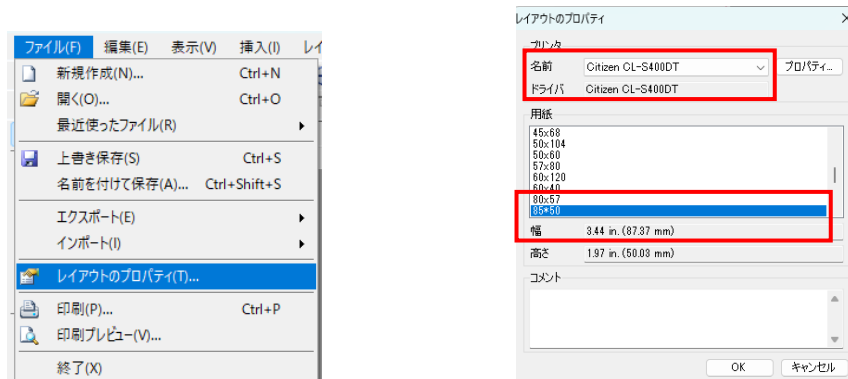 ファイル(F) 編集(E) 表示(V) 挿入(I) レイ
新規作成(N)... Ctrl+N
開く(O)... Ctrl+O
最近使ったファイル(R)
上書き保存(S) Ctrl+S
名前を付けて保存(A)... Ctrl+Shift+S
エクスポート(E)
インポート(I)
レイアウトのプロパティ(T)...
印刷(P)... Ctrl+P
印刷プレビュー(V)...
終了(X)
レイアウトのプロパティ
プリンタ
名前 Citizen CL-S400DT プロパティ...
ドライバ Citizen CL-S400DT
用紙
45x68
50x104
50x60
57x80
60x120
60x40
80x57
85*50
幅 3.44 in. (87.37 mm)
高さ 1.97 in. (50.03 mm)
コメント
OK キャンセル